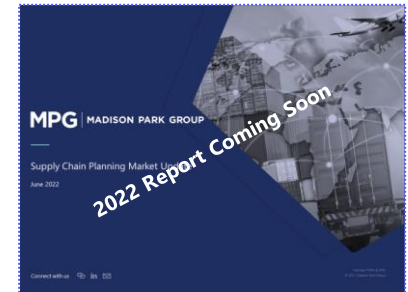 MPG | MADISON PARK GROUP
Supply Chain Planning Market Update
June 2022
2022 Report Coming Soon
Connect with us